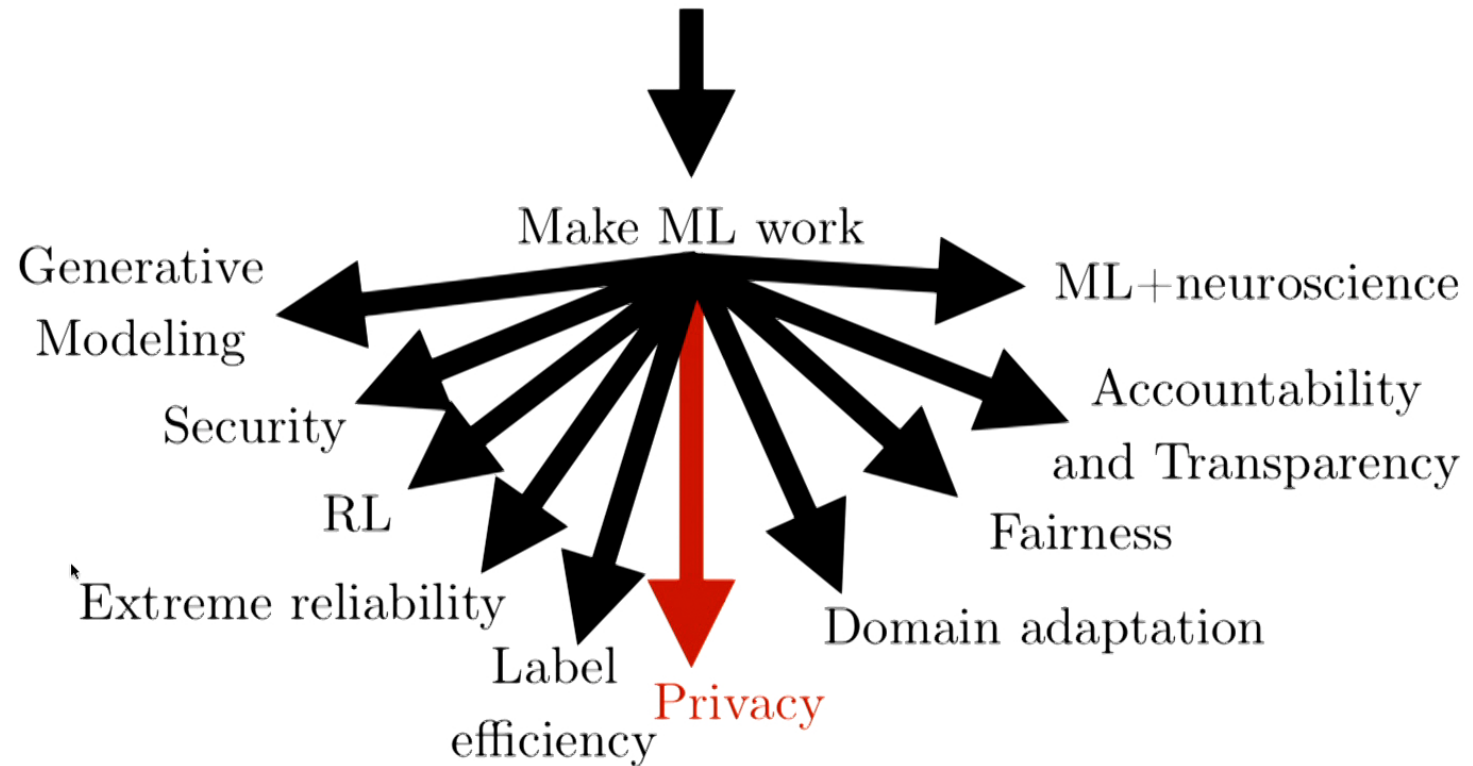 Make ML work
Generative
Modeling
ML+neuroscience
Security
Accountability
and Transparency
RL
Fairness
Extreme reliability
Domain adaptation
Label
efficiency
Privacy